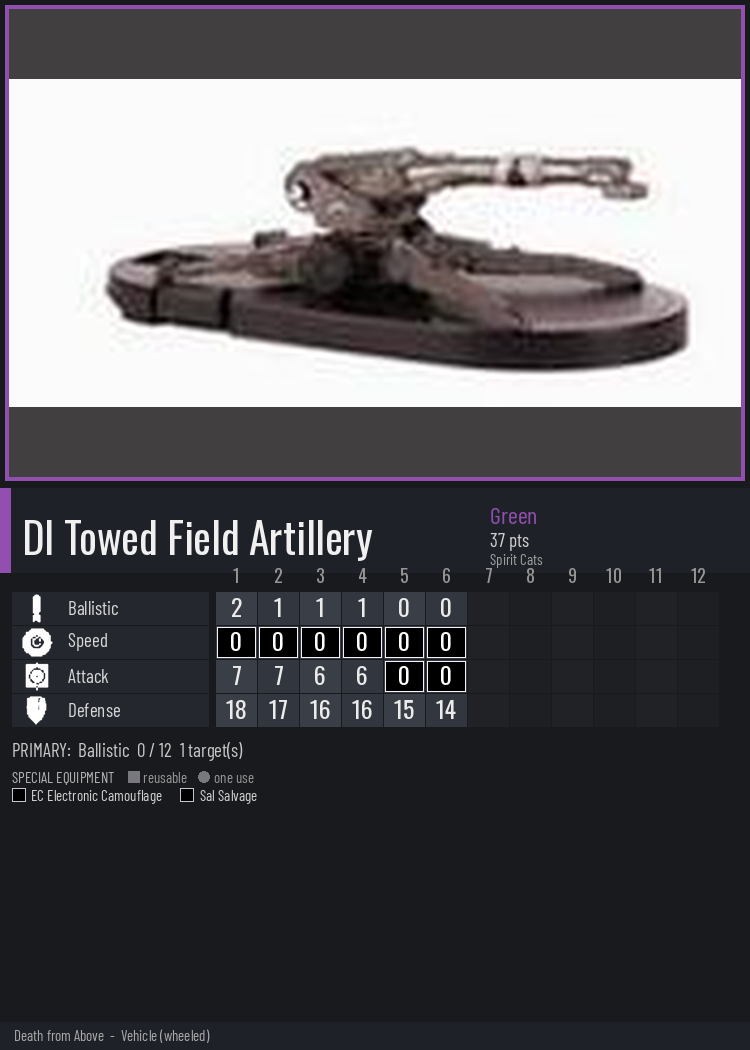 DI Towed Field Artillery
Green
37 pts
Spirit Cats
1 2 3 4 5 6 7 8 9 10 11 12
Ballistic 2 1 1 1 0 0
Speed 0 0 0 0 0 0
Attack 7 7 6 6 0 0
Defense 18 17 16 16 15 14
PRIMARY: Ballistic 0 / 12 1 target(s)
SPECIAL EQUIPMENT reusable one use
EC Electronic Camouflage Sal Salvage
Death from Above - Vehicle (wheeled)